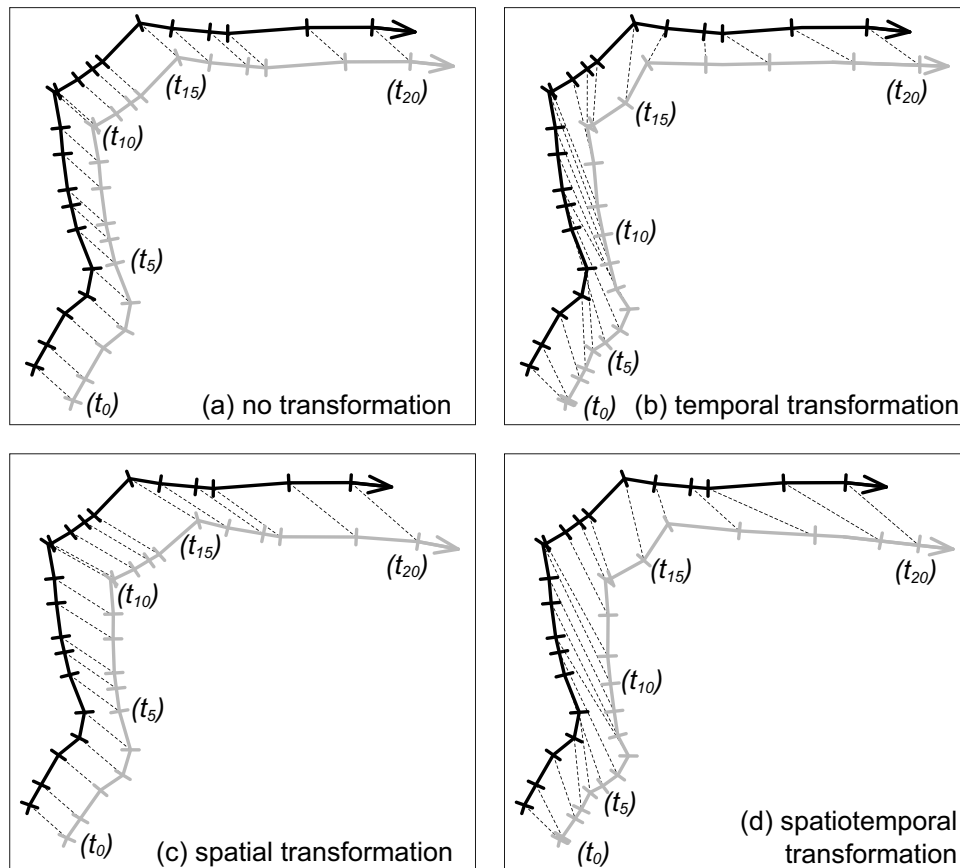 (t15)
(t20)
(t10)
(t5)
(t0)
(a) no transformation
(t20)
(t15)
(t10)
(t5)
(t0)
(b) temporal transformation
(t15)
(t20)
(t10)
(t5)
(t0)
(c) spatial transformation
(t15)
(t20)
(t10)
(t5)
(t0)
(d) spatiotemporal
transformation